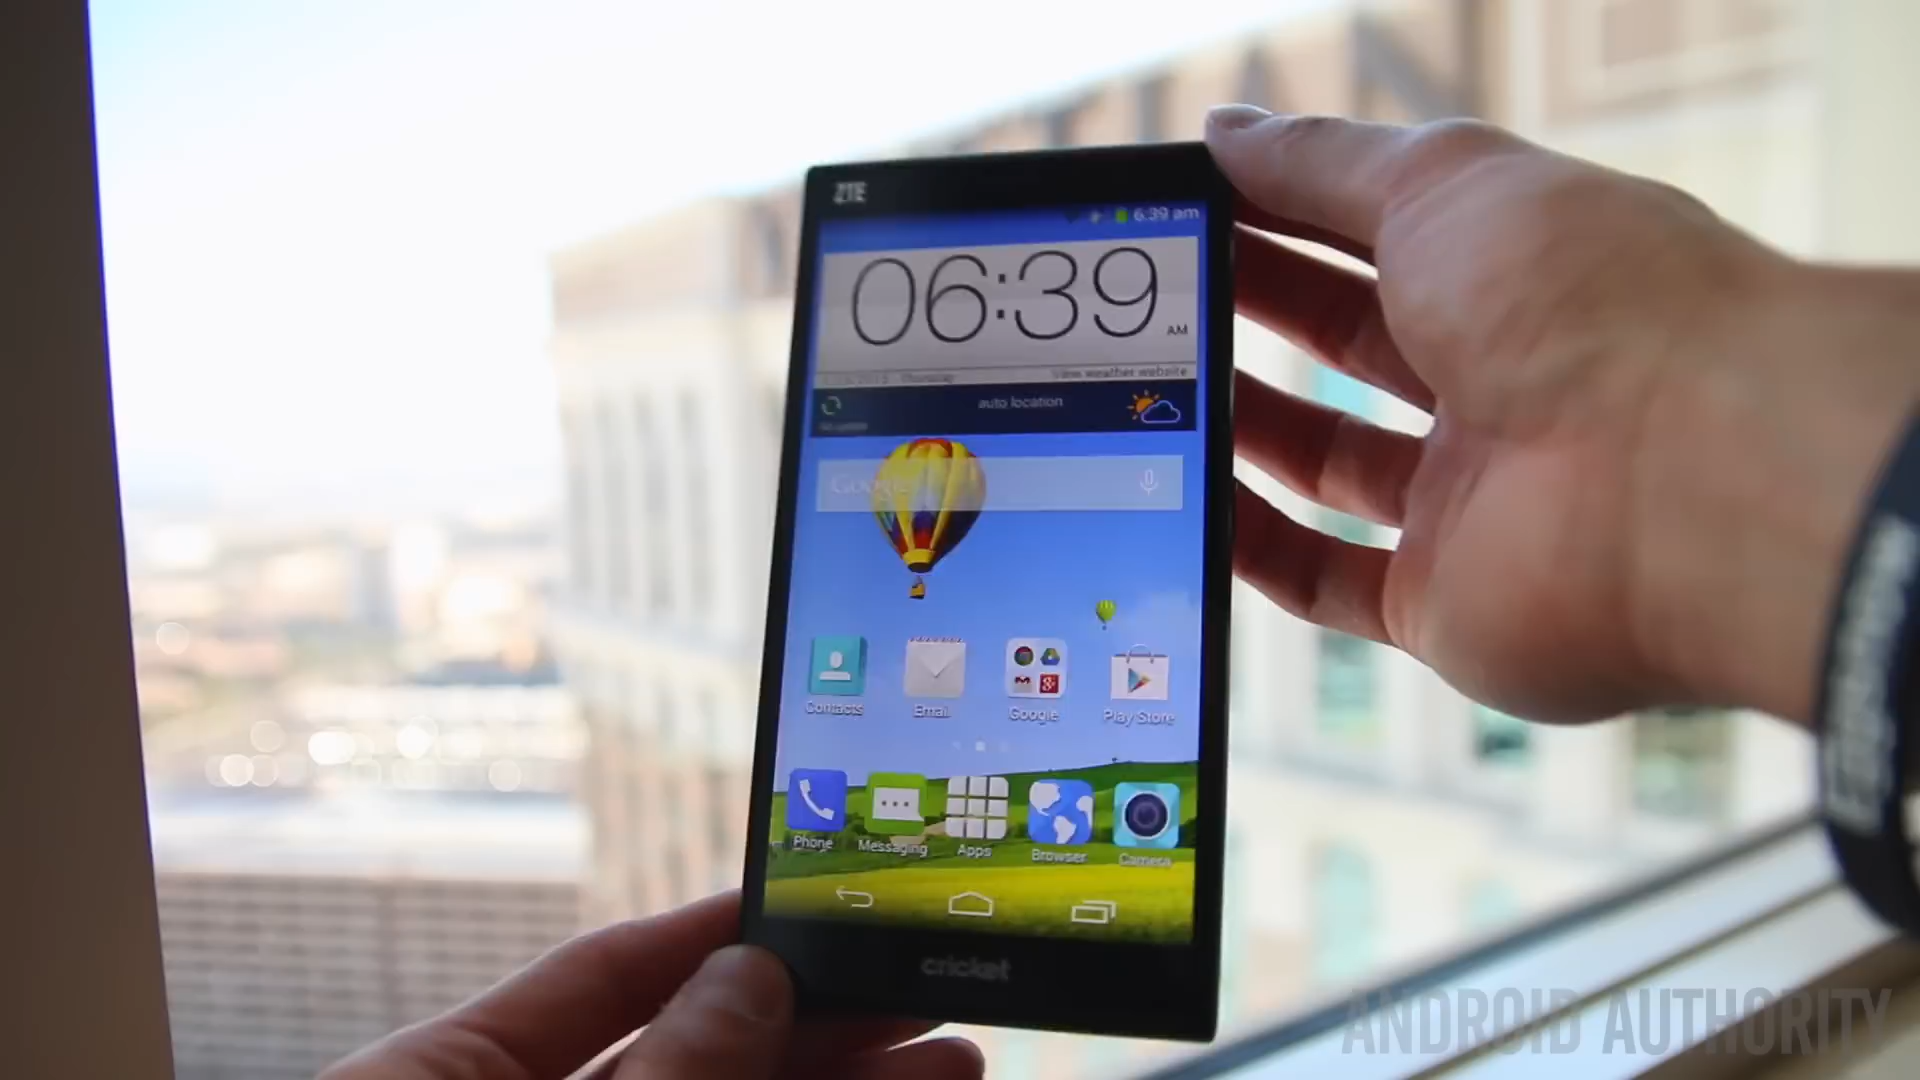 ZTE
6:39 am
06:39
AM
Thursday
View weather website
auto location
Google
Contacts
Email
Google
Play Store
Phone
Messaging
Apps
Browser
Camera
cricket
ANDROID AUTHORITY